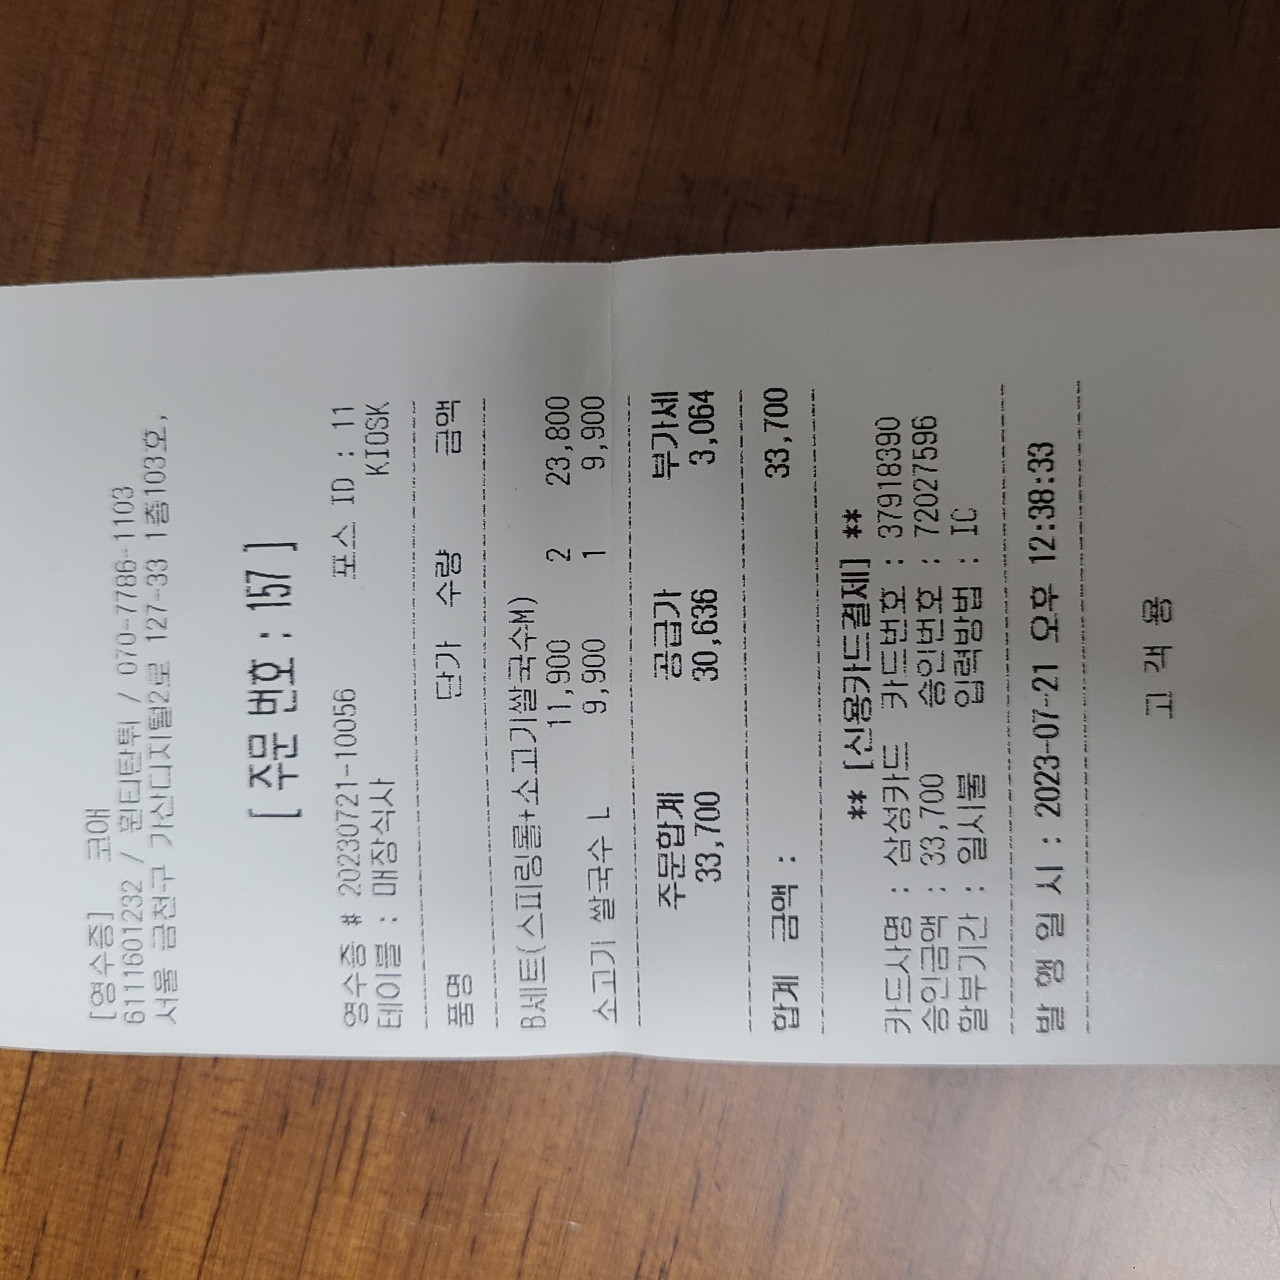 [영수증]    코애
6111601232 / 원티탄튀 / 070-7786-1103
서울 금천구 가산디지털2로 127-33 1층103호,
[ 주문 번호 : 157 ]
영수증 # 20230721-10056 포스 ID : 11
테이블 : 매장식사 KIOSK
품명 단가 수량 금액
B세트(스피링롤+소고기쌀국수M)
11,900 2 23,800
소고기 쌀국수 L 9,900 1 9,900
주문합계 공급가 부가세
33,700 30,636 3,064
합계 금액 : 33,700
** [신용카드결제] **
카드사명 : 삼성카드 카드번호 : 37918390
승인금액 : 33,700 승인번호 : 72027596
할부기간 : 일시불 입력방법 : IC
발 행 일 시 : 2023-07-21 오후 12:38:33
고 객 용